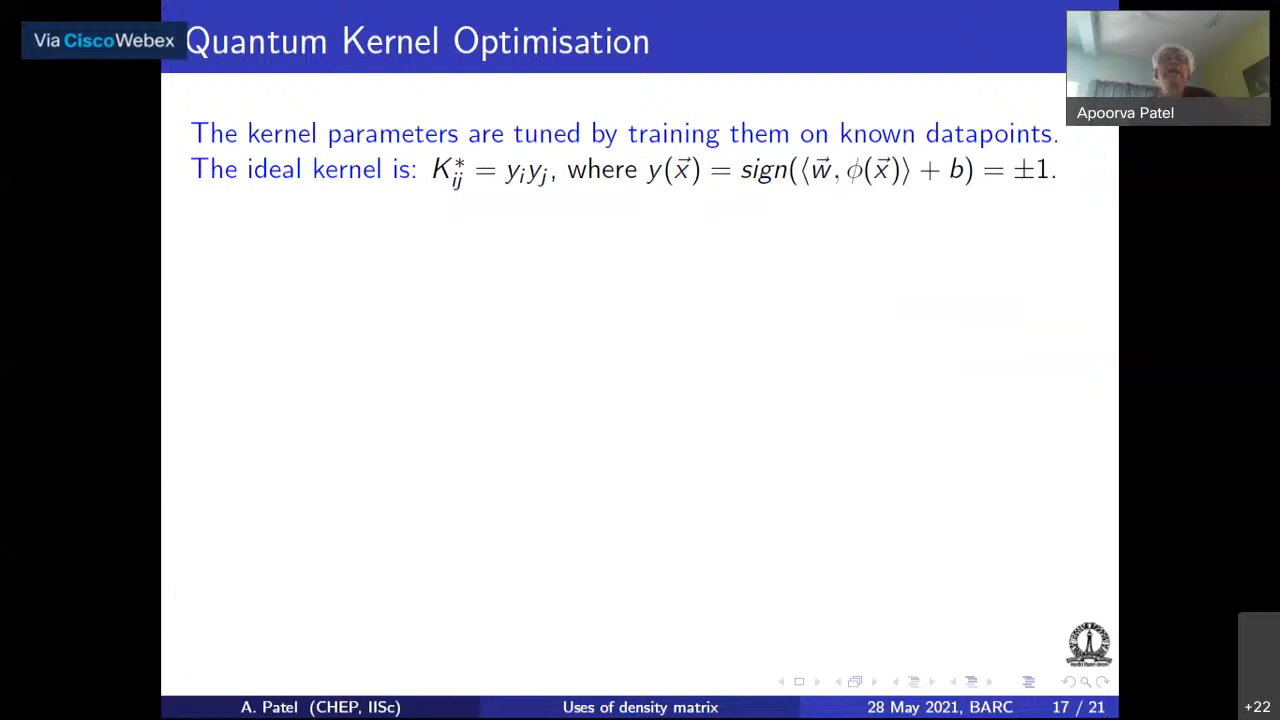 Via Cisco Webex
Quantum Kernel Optimisation
Apoorva Patel
The kernel parameters are tuned by training them on known datapoints.
The ideal kernel is: K*ᵢⱼ = yᵢyⱼ, where y(x⃗) = sign(⟨w⃗, ϕ(x⃗)⟩ + b) = ±1.
A. Patel (CHEP, IISc) Uses of density matrix 28 May 2021, BARC 17 / 21
+22